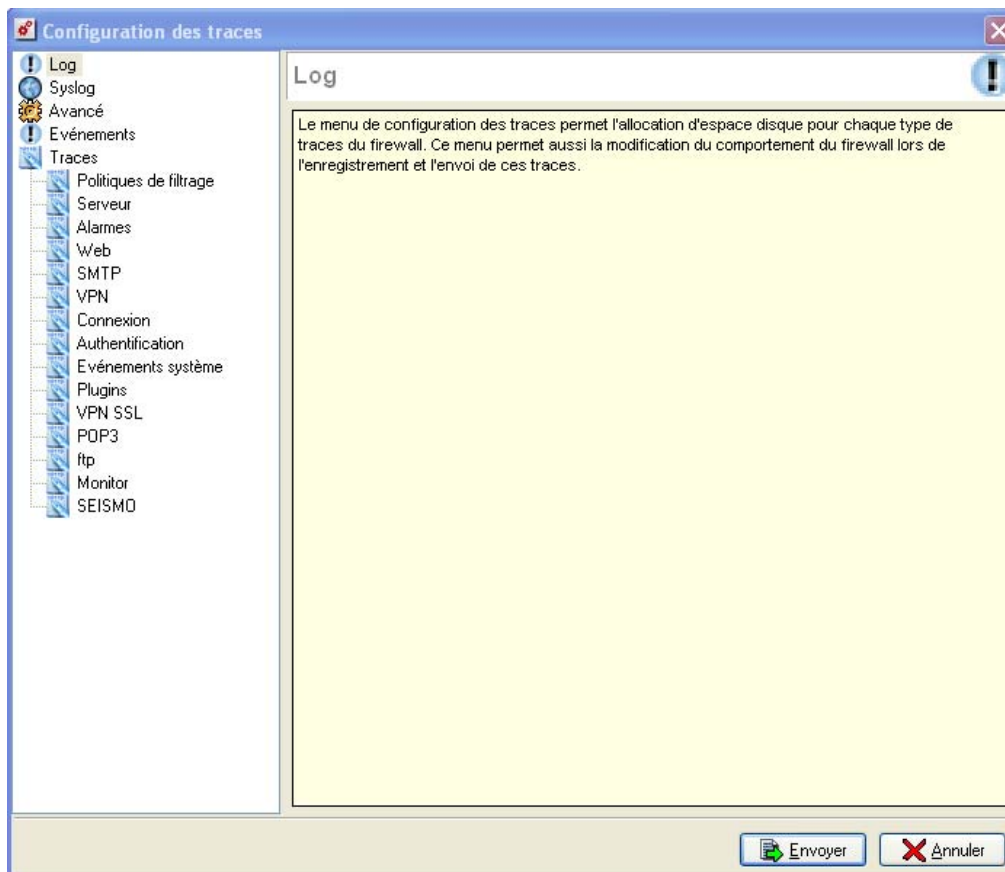 Configuration des traces
Log
Syslog
Avancé
Evénements
Traces
Politiques de filtrage
Serveur
Alarmes
Web
SMTP
VPN
Connexion
Authentification
Evénements système
Plugins
VPN SSL
POP3
ftp
Monitor
SEISMO
Log
Le menu de configuration des traces permet l'allocation d'espace disque pour chaque type de
traces du firewall. Ce menu permet aussi la modification du comportement du firewall lors de
l'enregistrement et l'envoi de ces traces.
Envoyer
Annuler